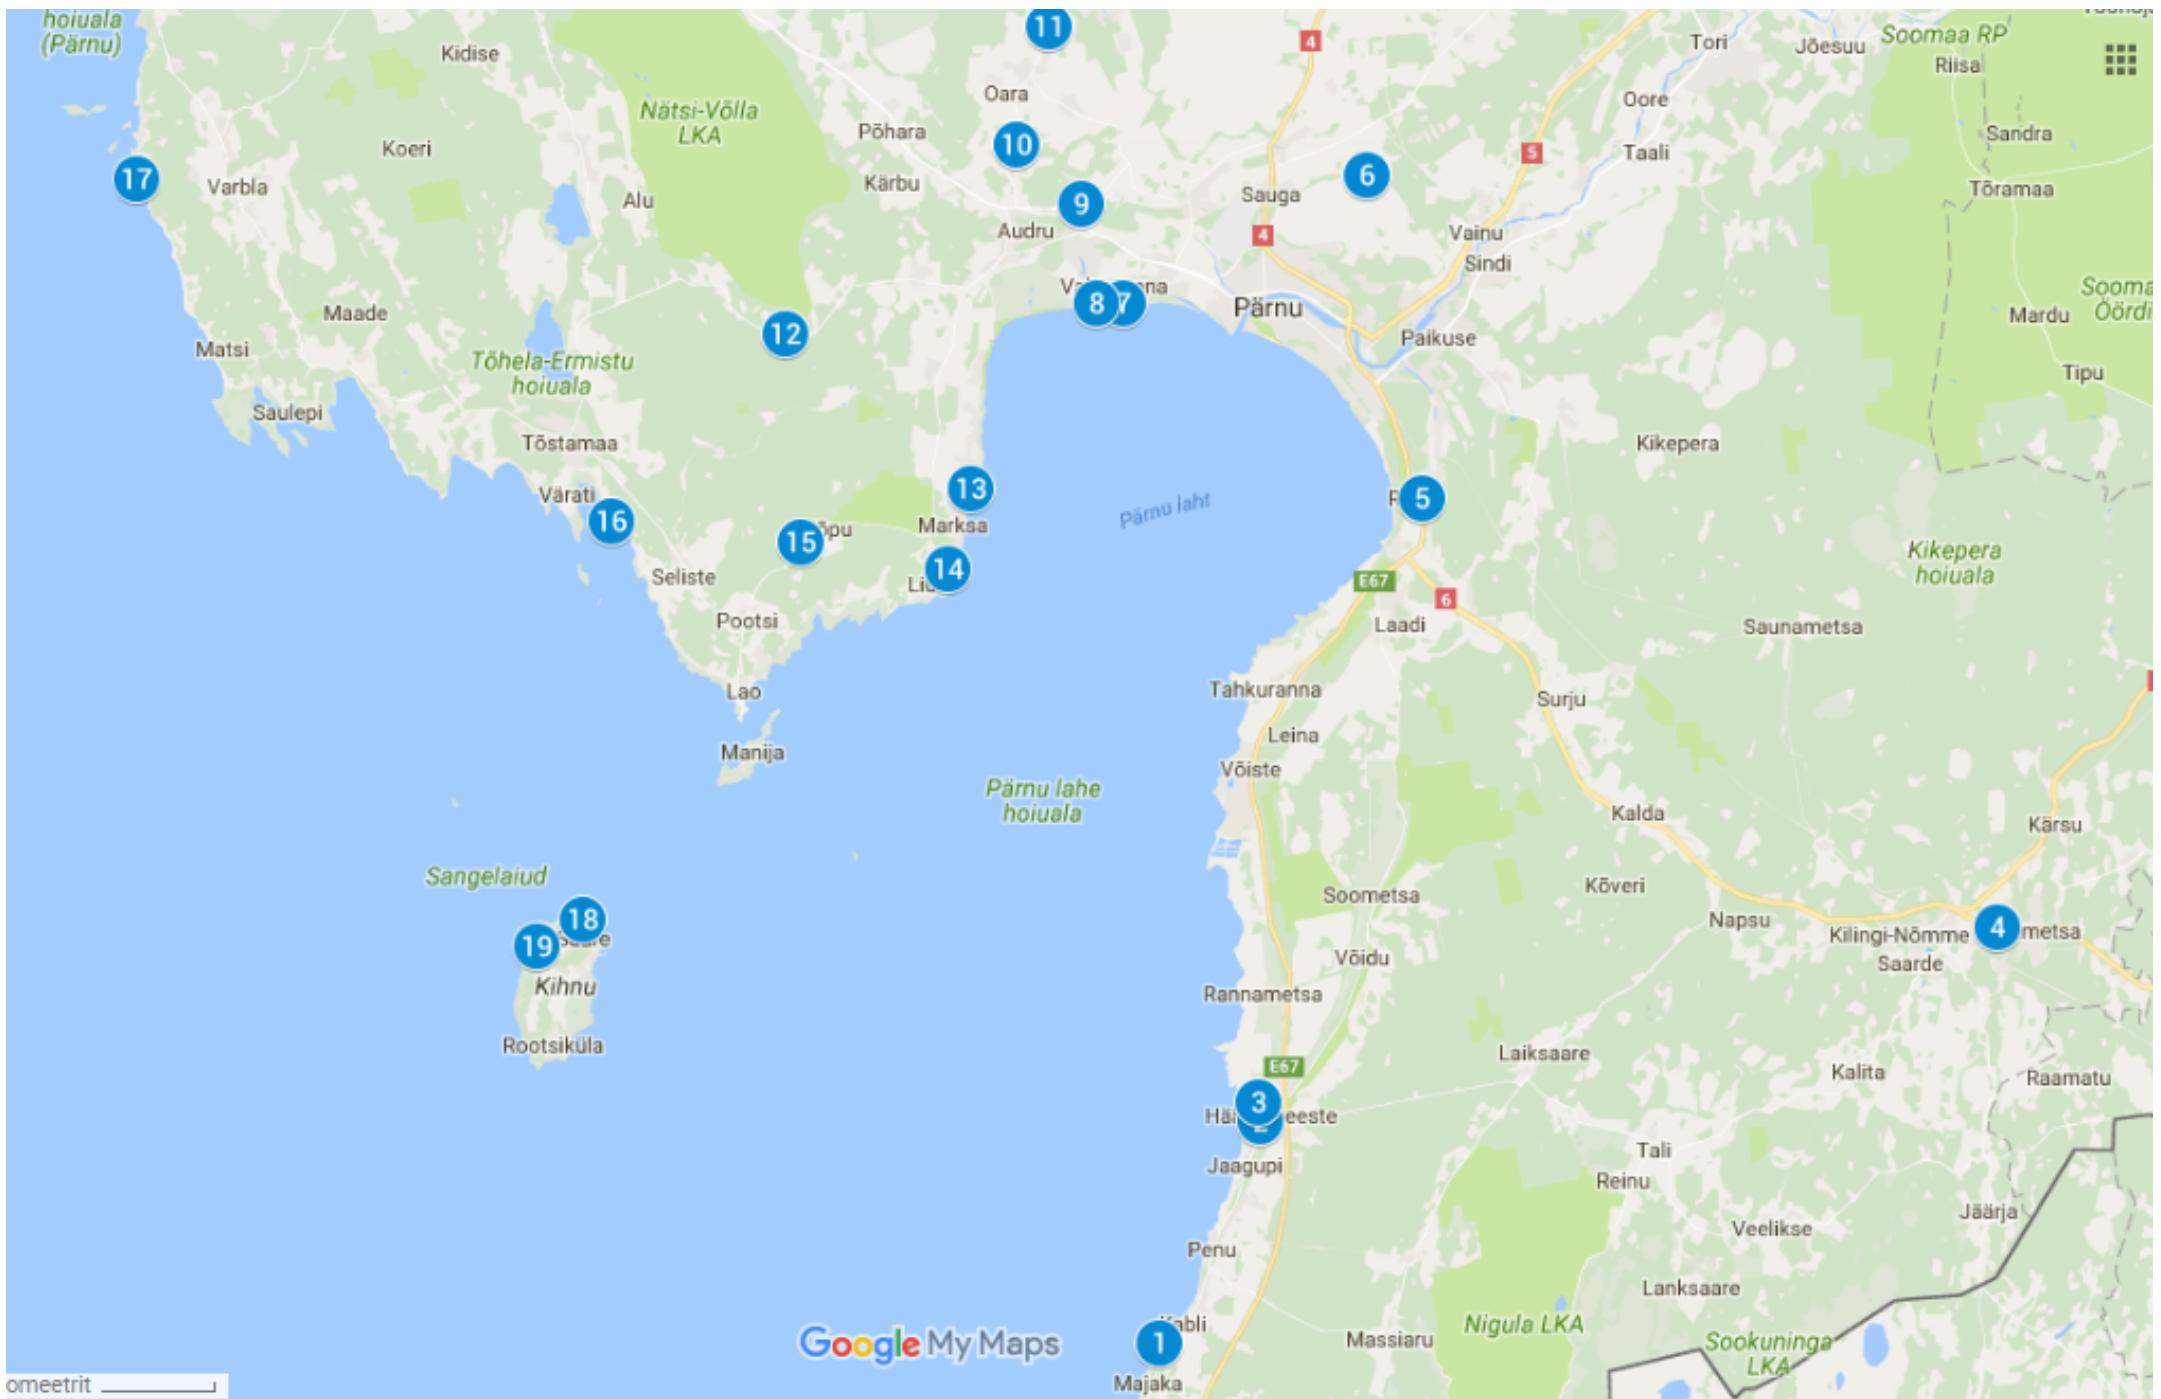 hoiuala
(Pärnu)
Kidise
11
4
Tori
Jõesuu
Soomaa RP
Riisa
Oara
Oore
Nätsi-Võlla
LKA
Põhara
10
Sandra
Koeri
5
Taali
17
Varbla
Kärbu
6
Sauga
Tõramaa
Alu
9
Audru
4
Vainu
Sindi
8
7
Pärnu
Mardu
Maade
12
Paikuse
Matsi
Tõhela-Ermistu
hoiuala
Tipu
Saulepi
Tõstamaa
Kikepera
Värati
13
5
Pärnu laht
16
Marksa
15
14
Kikepera
hoiuala
Seliste
E67
6
Pootsi
Laadi
Saunametsa
Lao
Tahkuranna
Surju
Leina
Manija
Võiste
Pärnu lahe
hoiuala
Kalda
Kärsu
Sangelaiud
Soometsa
Kõveri
18
19
Napsu
4
Kilingi-Nõmme
metsa
Saarde
Võidu
Kihnu
Rannametsa
Rootsiküla
Laiksaare
E67
Kalita
Raamatu
3
Hää
eeste
2
Jaagupi
Tali
Reinu
Jäärja
Veelikse
Penu
Lanksaare
1
Google My Maps
Massiaru
Nigula LKA
Sookuninga
LKA
Majaka
omeetrit